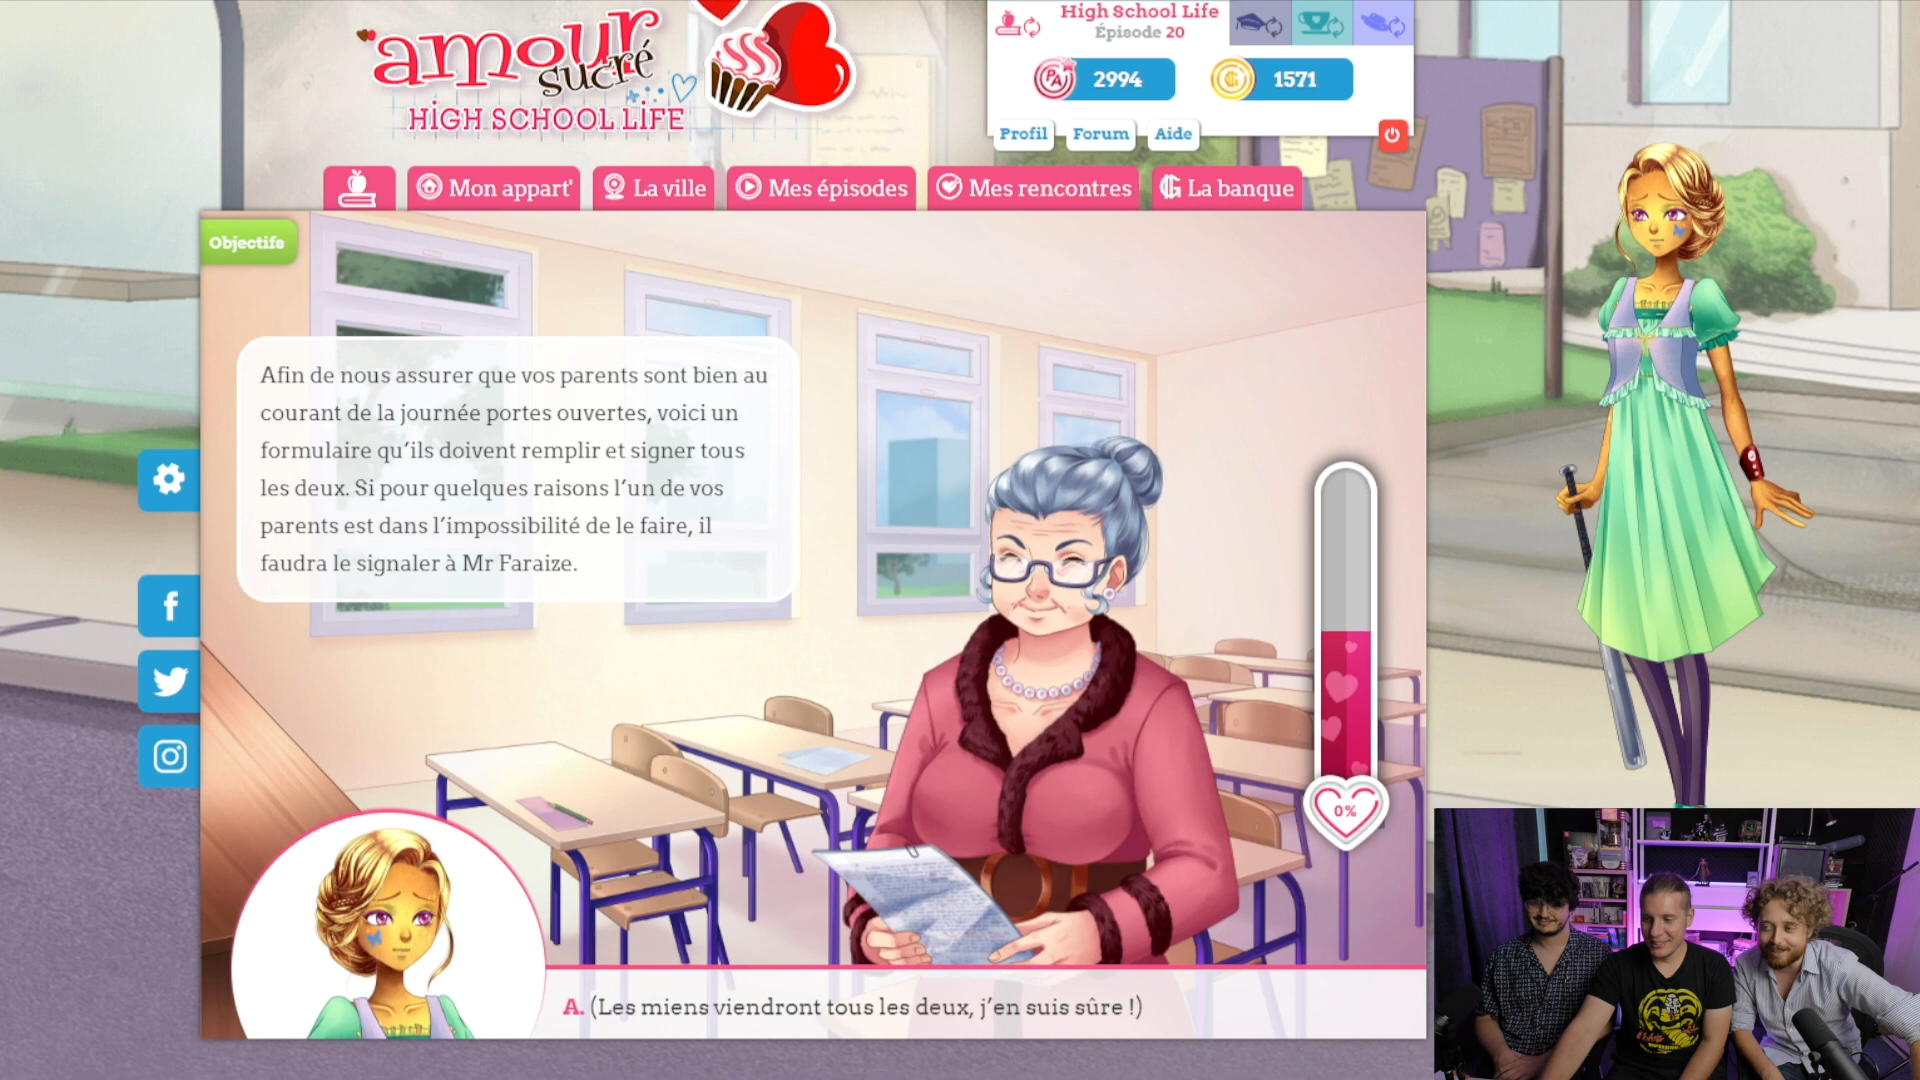 amour
sucré
HIGH SCHOOL LIFE
High School Life
Épisode 20
PA 2994
1571
Profil
Forum
Aide
Mon appart'
La ville
Mes épisodes
Mes rencontres
La banque
Objectifs
Afin de nous assurer que vos parents sont bien au
courant de la journée portes ouvertes, voici un
formulaire qu'ils doivent remplir et signer tous
les deux. Si pour quelques raisons l'un de vos
parents est dans l'impossibilité de le faire, il
faudra le signaler à Mr Faraize.
0%
A. (Les miens viendront tous les deux, j'en suis sûre !)